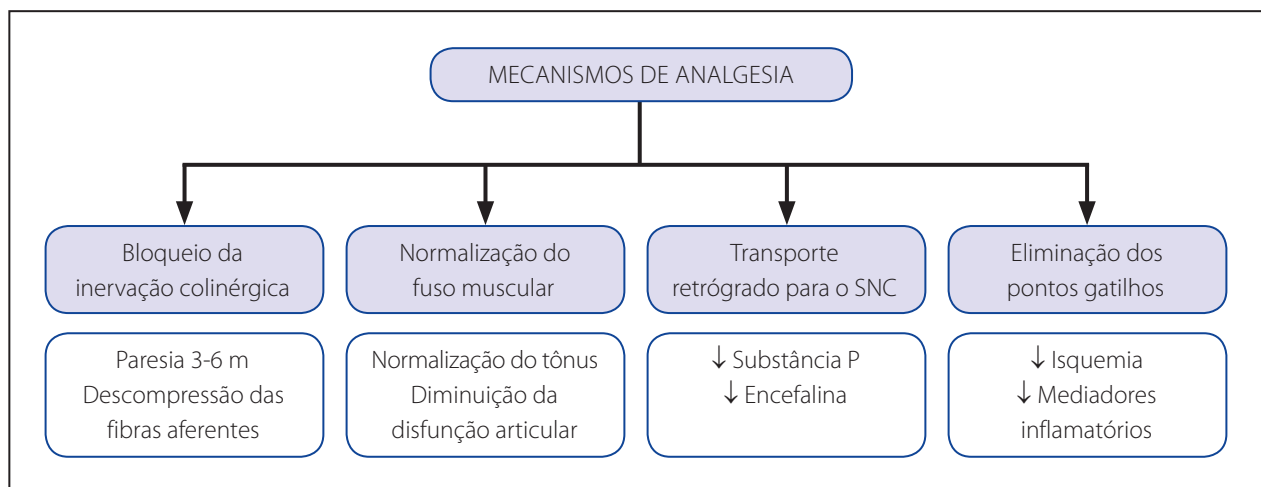 MECANISMOS DE ANALGESIA
Bloqueio da
inervação colinérgica
Paresia 3-6 m
Descompressão das
fibras aferentes
Normalização do
fuso muscular
Normalização do tônus
Diminuição da
disfunção articular
Transporte
retrógrado para o SNC
↓ Substância P
↓ Encefalina
Eliminação dos
pontos gatilhos
↓ Isquemia
↓ Mediadores
inflamatórios